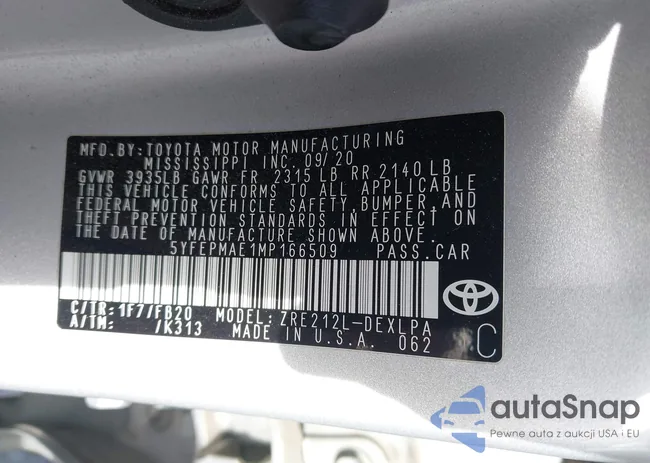 MFD.BY: TOYOTA MOTOR MANUFACTURING
MISSISSIPPI INC. 09/20
GVWR 3935LB GAWR FR 2315 LB RR 2140 LB
THIS VEHICLE CONFORMS TO ALL APPLICABLE
FEDERAL MOTOR VEHICLE SAFETY, BUMPER, AND
THEFT PREVENTION STANDARDS IN EFFECT ON
THE DATE OF MANUFACTURE SHOWN ABOVE.
5YFEPMAE1MP166509 PASS.CAR
C/TR: 1F7/FB20 MODEL: ZRE212L-DEXLPA
A/TM: /K313 MADE IN U.S.A. 062 C
autaSnap
Pewne auta z aukcji USA i EU